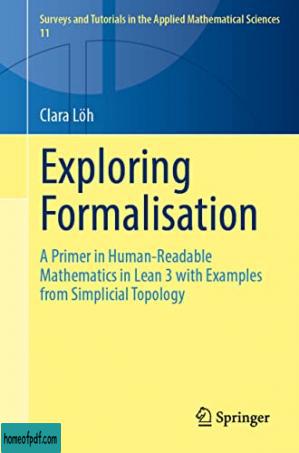 Surveys and Tutorials in the Applied Mathematical Sciences
11
Clara Löh
Exploring
Formalisation
A Primer in Human-Readable
Mathematics in Lean 3 with Examples
from Simplicial Topology
Springer
homeofpdf.com